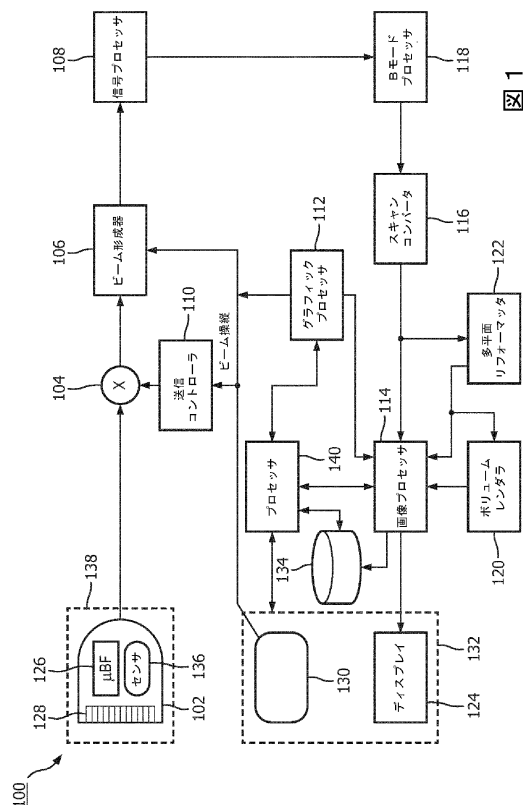 100
138
126
128
μBF
センサ
136
102
104
X
106
ビーム形成器
108
信号プロセッサ
110
送信
コントローラ
ビーム操縦
112
グラフィック
プロセッサ
Bモード
プロセッサ
118
スキャン
コンバータ
116
プロセッサ
140
134
114
画像プロセッサ
122
多平面
リフォーマッタ
ボリューム
レンダラ
120
130
132
ディスプレイ
124
図 1